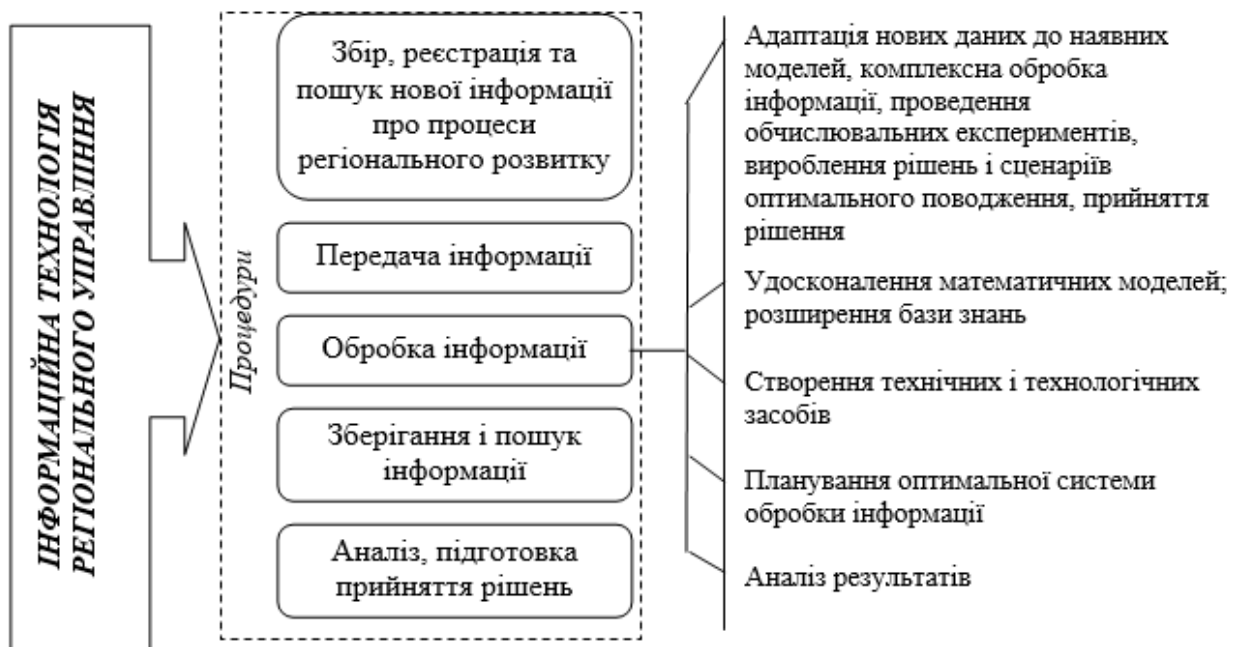 ІНФОРМАЦІЙНА ТЕХНОЛОГІЯ
РЕГІОНАЛЬНОГО УПРАВЛІННЯ
Процедури
Збір, реєстрація та
пошук нової інформації
про процеси
регіонального розвитку
Передача інформації
Обробка інформації
Зберігання і пошук
інформації
Аналіз, підготовка
прийняття рішень
Адаптація нових даних до наявних
моделей, комплексна обробка
інформації, проведення
обчислювальних експериментів,
вироблення рішень і сценаріїв
оптимального поводження, прийняття
рішення
Удосконалення математичних моделей;
розширення бази знань
Створення технічних і технологічних
засобів
Планування оптимальної системи
обробки інформації
Аналіз результатів